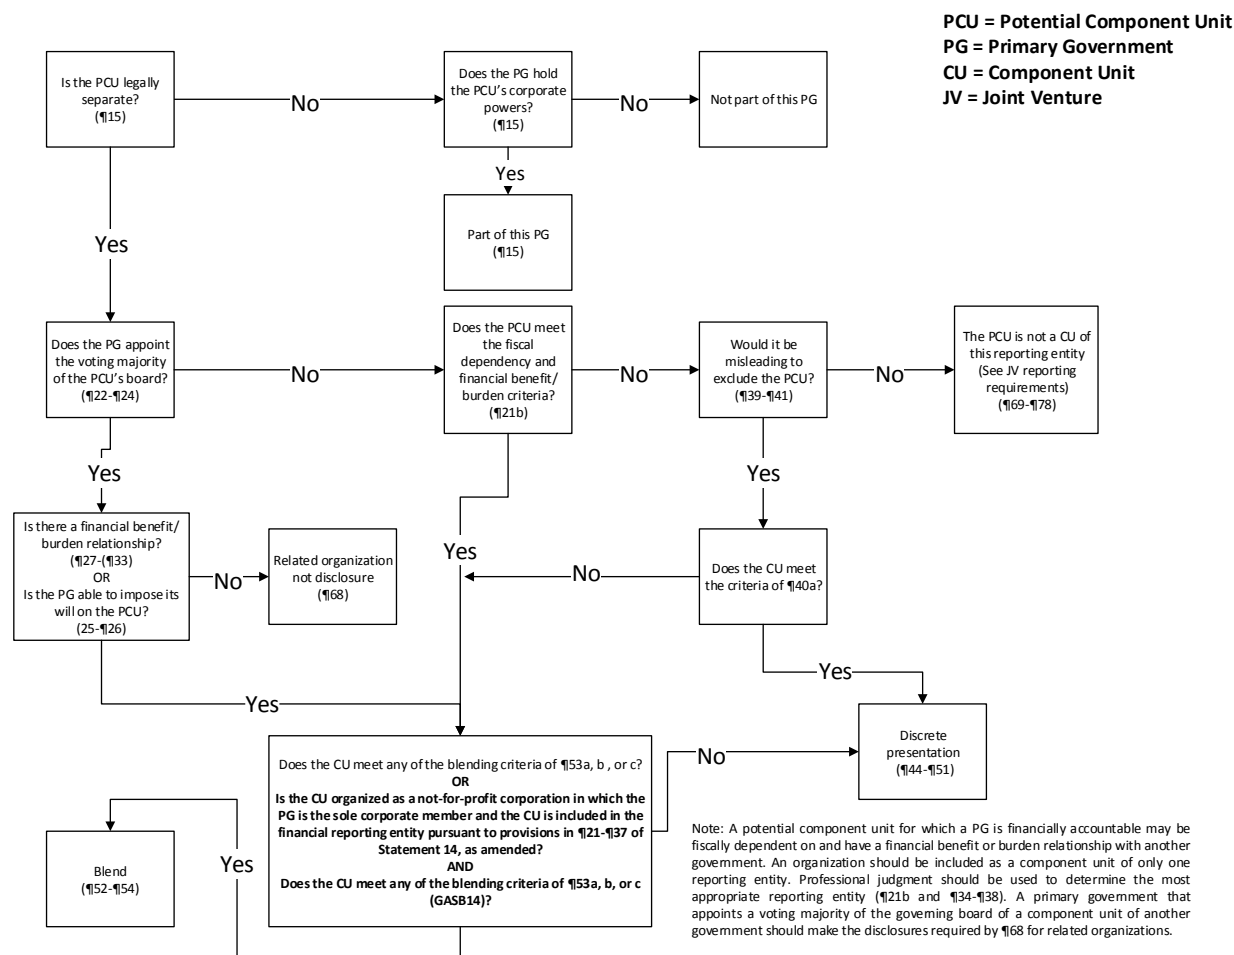 PCU = Potential Component Unit
PG = Primary Government
CU = Component Unit
JV = Joint Venture
Is the PCU legally
separate?
(¶15)
No
Does the PG hold
the PCU's corporate
powers?
(¶15)
No
Not part of this PG
Yes
Part of this PG
(¶15)
Yes
Does the PG appoint
the voting majority
of the PCU's board?
(¶22-¶24)
No
Does the PCU meet
the fiscal
dependency and
financial benefit/
burden criteria?
(¶21b)
No
Would it be
misleading to
exclude the PCU?
(¶39-¶41)
No
The PCU is not a CU of
this reporting entity
(See JV reporting
requirements)
(¶69-¶78)
Yes
Yes
Is there a financial benefit/
burden relationship?
(¶27-(¶33)
OR
Is the PG able to impose its
will on the PCU?
(25-¶26)
No
Related organization
not disclosure
(¶68)
Yes
No
Does the CU meet
the criteria of ¶40a?
Yes
Yes
Discrete
presentation
(¶44-¶51)
Does the CU meet any of the blending criteria of ¶53a, b , or c?
OR
Is the CU organized as a not-for-profit corporation in which the
PG is the sole corporate member and the CU is included in the
financial reporting entity pursuant to provisions in ¶21-¶37 of
Statement 14, as amended?
AND
Does the CU meet any of the blending criteria of ¶53a, b, or c
(GASB14)?
No
Yes
Blend
(¶52-¶54)
Note: A potential component unit for which a PG is financially accountable may be
fiscally dependent on and have a financial benefit or burden relationship with another
government. An organization should be included as a component unit of only one
reporting entity. Professional judgment should be used to determine the most
appropriate reporting entity (¶21b and ¶34-¶38). A primary government that
appoints a voting majority of the governing board of a component unit of another
government should make the disclosures required by ¶68 for related organizations.